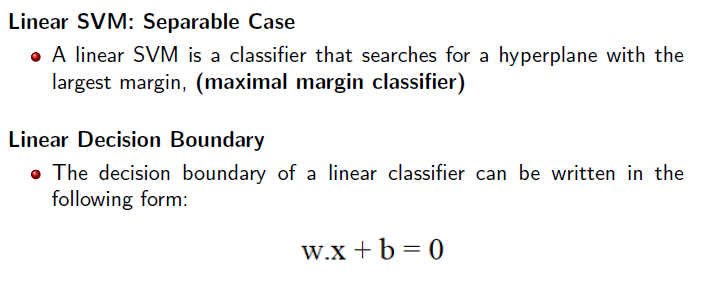 Linear SVM: Separable Case
• A linear SVM is a classifier that searches for a hyperplane with the
largest margin, (maximal margin classifier)
Linear Decision Boundary
• The decision boundary of a linear classifier can be written in the
following form:
w.x + b = 0